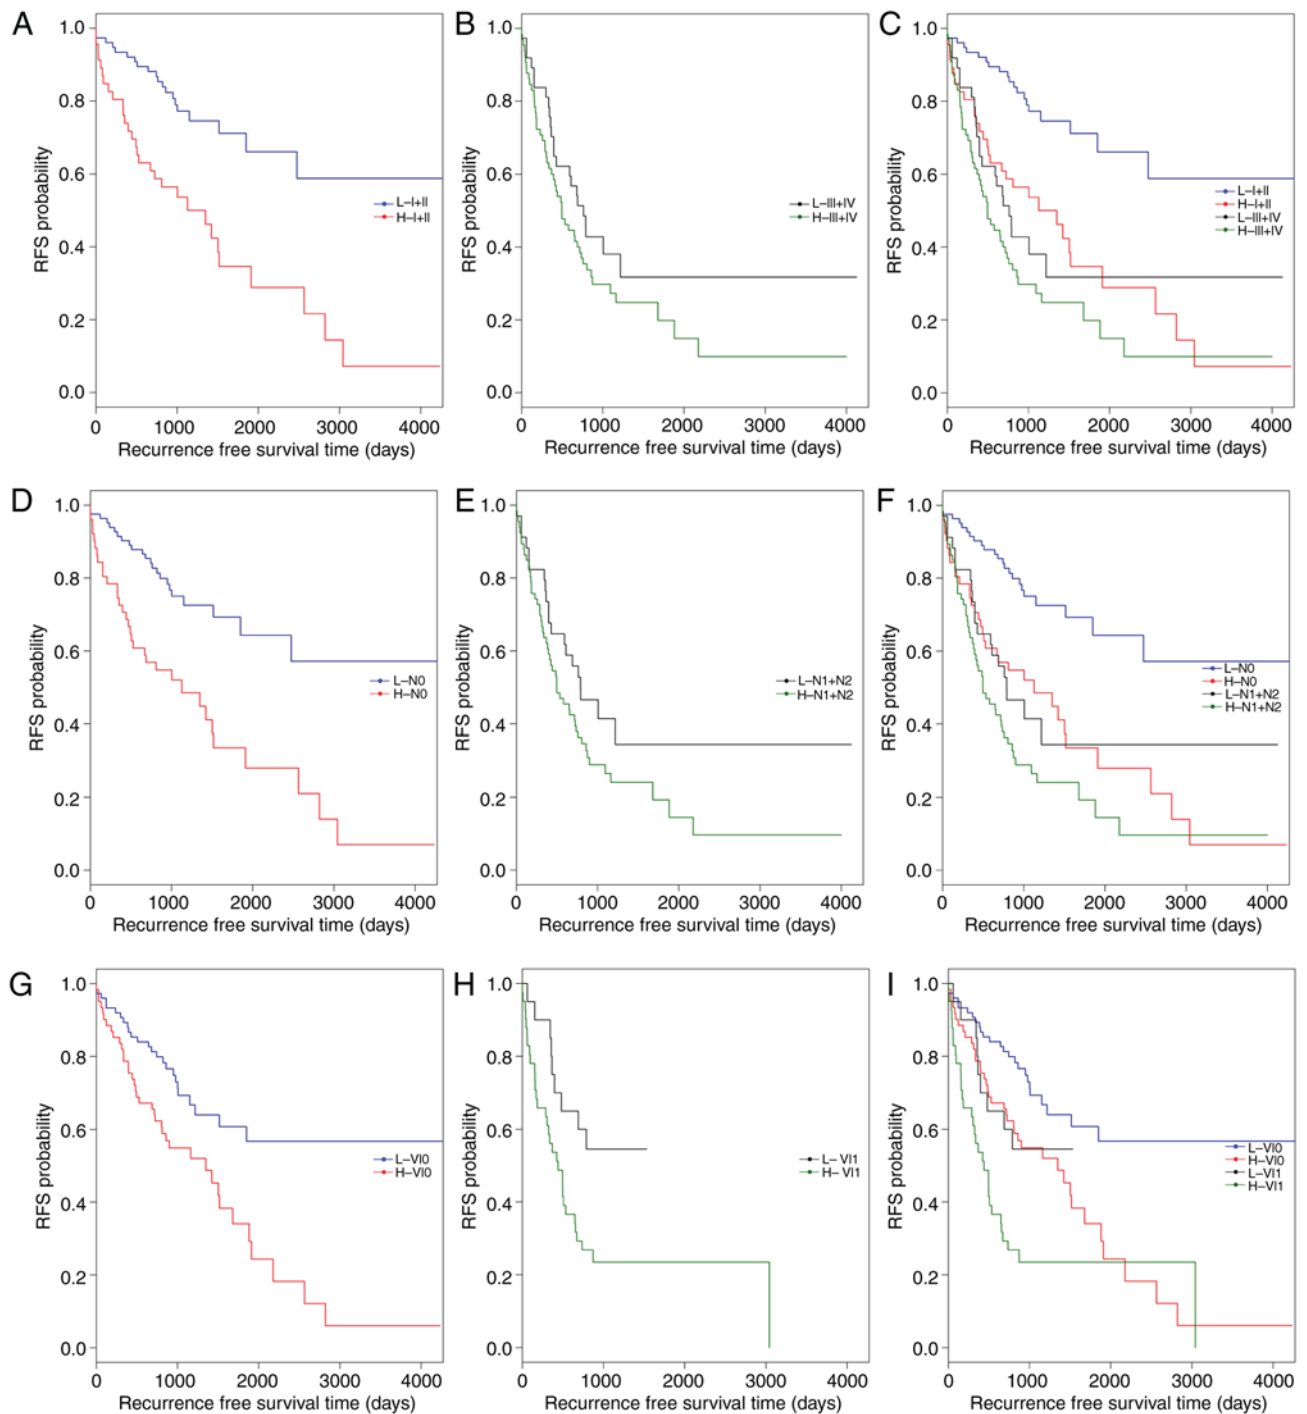 A
1.0
0.8
0.6
0.4
0.2
0.0
RFS probability
L–I+II
H–I+II
0 1000 2000 3000 4000
Recurrence free survival time (days)
B
1.0
0.8
0.6
0.4
0.2
0.0
RFS probability
L–III+IV
H–III+IV
0 1000 2000 3000 4000
Recurrence free survival time (days)
C
1.0
0.8
0.6
0.4
0.2
0.0
RFS probability
L–I+II
H–I+II
L–III+IV
H–III+IV
0 1000 2000 3000 4000
Recurrence free survival time (days)
D
1.0
0.8
0.6
0.4
0.2
0.0
RFS probability
L–N0
H–N0
0 1000 2000 3000 4000
Recurrence free survival time (days)
E
1.0
0.8
0.6
0.4
0.2
0.0
RFS probability
L–N1+N2
H–N1+N2
0 1000 2000 3000 4000
Recurrence free survival time (days)
F
1.0
0.8
0.6
0.4
0.2
0.0
RFS probability
L–N0
H–N0
L–N1+N2
H–N1+N2
0 1000 2000 3000 4000
Recurrence free survival time (days)
G
1.0
0.8
0.6
0.4
0.2
0.0
RFS probability
L–VI0
H–VI0
0 1000 2000 3000 4000
Recurrence free survival time (days)
H
1.0
0.8
0.6
0.4
0.2
0.0
RFS probability
L– VI1
H– VI1
0 1000 2000 3000 4000
Recurrence free survival time (days)
I
1.0
0.8
0.6
0.4
0.2
0.0
RFS probability
L–VI0
H–VI0
L–VI1
H–VI1
0 1000 2000 3000 4000
Recurrence free survival time (days)